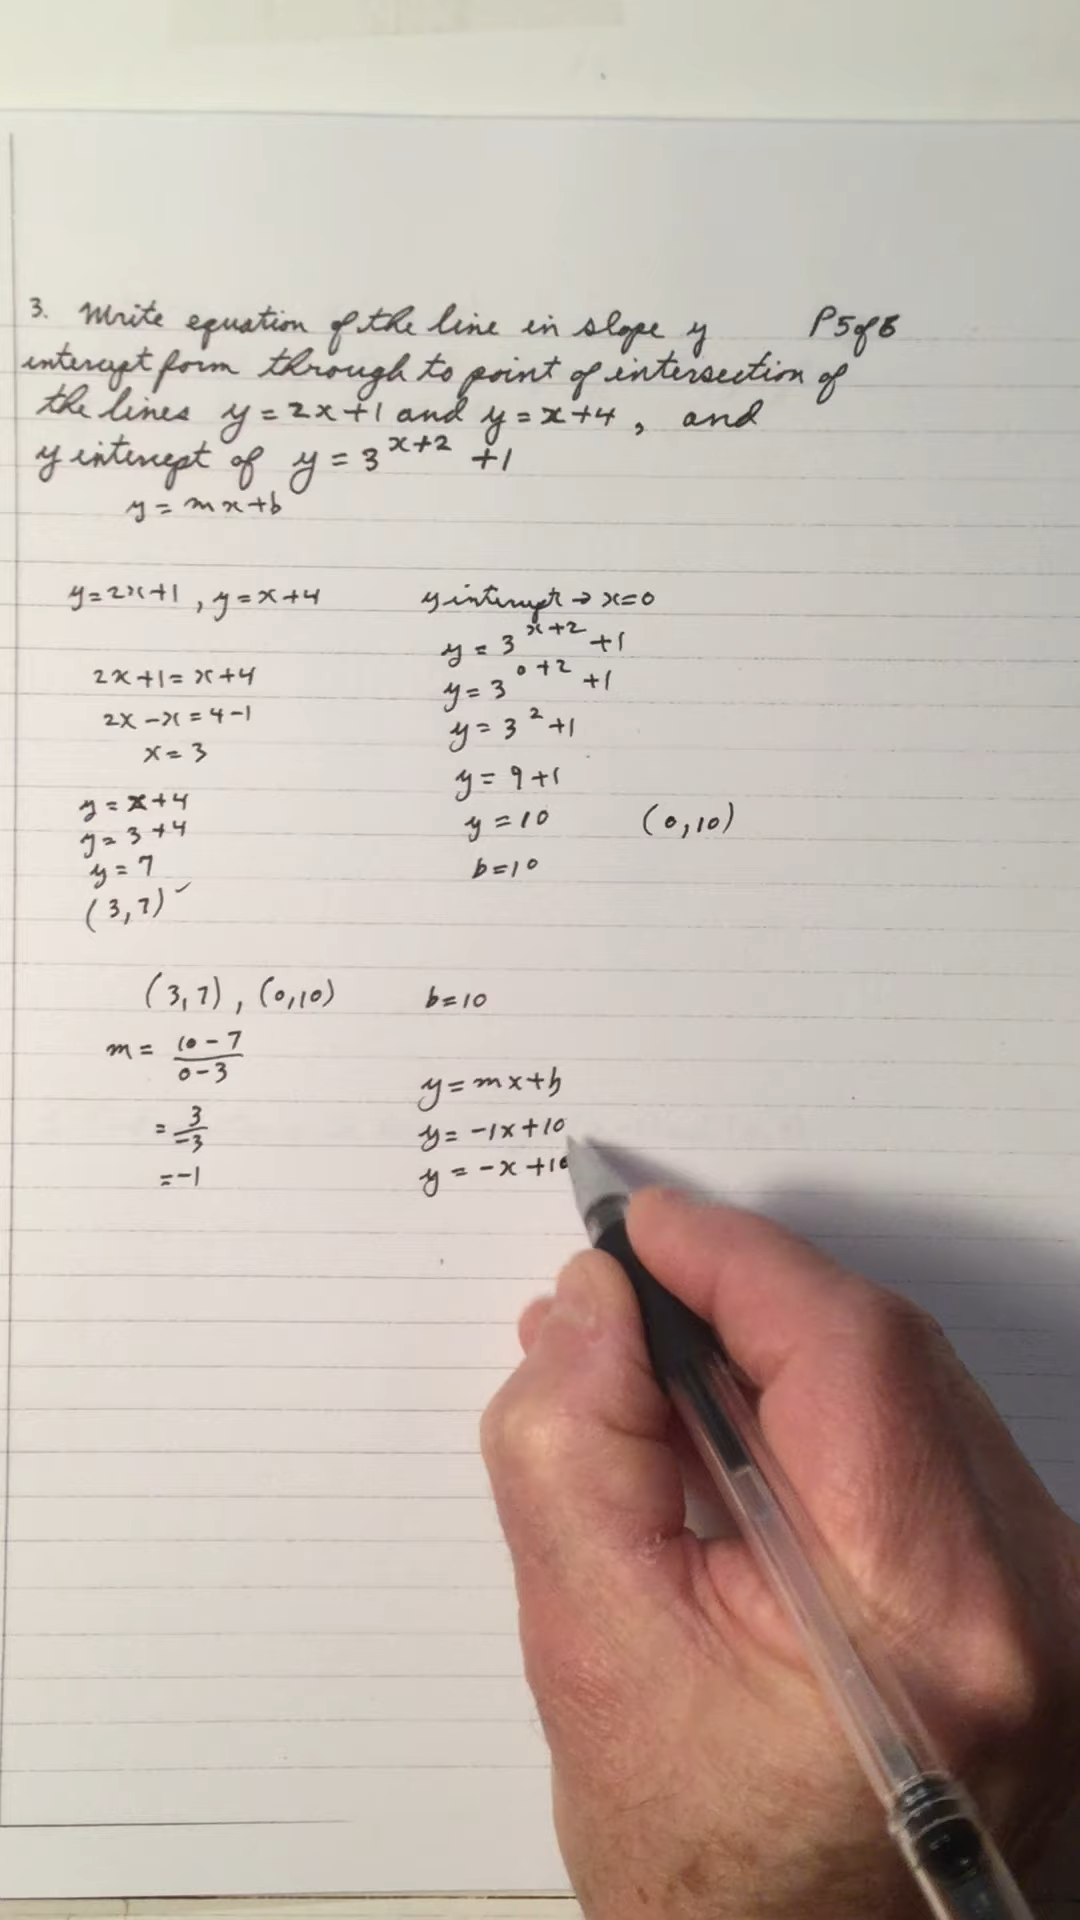 3. Write equation of the line in slope y P5of6
intercept form through to point of intersection of
the lines y = 2x+1 and y = x+4, and
y intercept of y = 3^x+2 +1
y = mx+b
y=2x+1, y=x+4
2x+1 = x+4
2x-x = 4-1
x = 3
y = x+4
y = 3+4
y = 7
(3,7) ✓
y intercept → x=0
y = 3^x+2 +1
y = 3^0+2 +1
y = 3^2 +1
y = 9+1
y = 10 (0,10)
b=10
(3,7), (0,10)
m = 10-7 / 0-3
= 3/-3
= -1
b=10
y = mx+b
y = -1x+10
y = -x+10